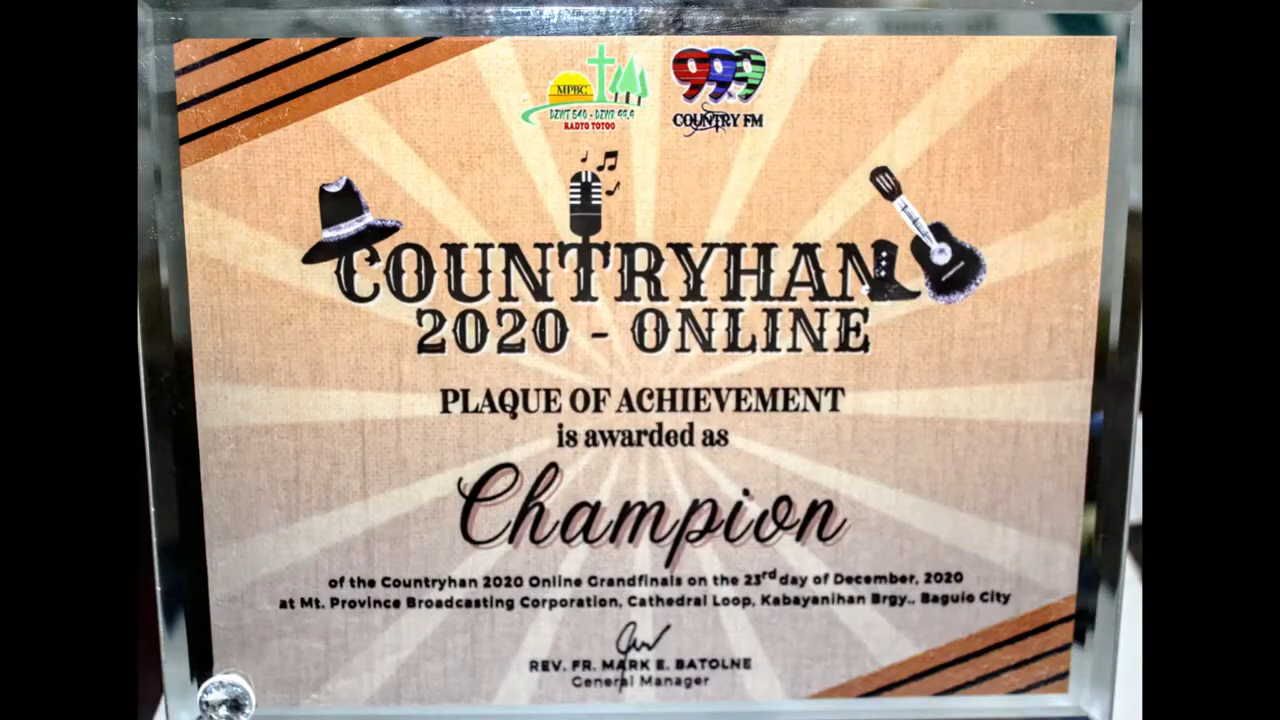 MPBC
DZWT 540 - DZWR 99.9
RADYO TOTOO
99.9
COUNTRY FM
COUNTRYHAN
2020 - ONLINE
PLAQUE OF ACHIEVEMENT
is awarded as
Champion
of the Countryhan 2020 Online Grandfinals on the 23rd day of December, 2020
at Mt. Province Broadcasting Corporation, Cathedral Loop, Kabayanihan Brgy., Baguio City
REV. FR. MARK E. BATOLNE
General Manager